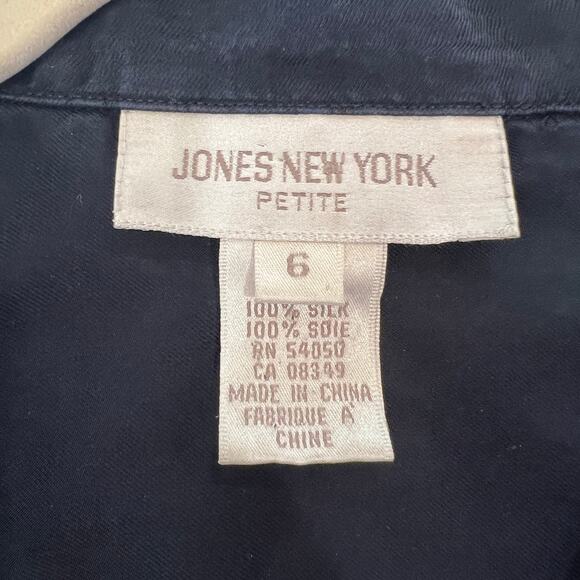 JONES NEW YORK
PETITE
6
100% SILK
100% SOIE
RN 54050
CA 08349
MADE IN CHINA
FABRIQUE A
CHINE